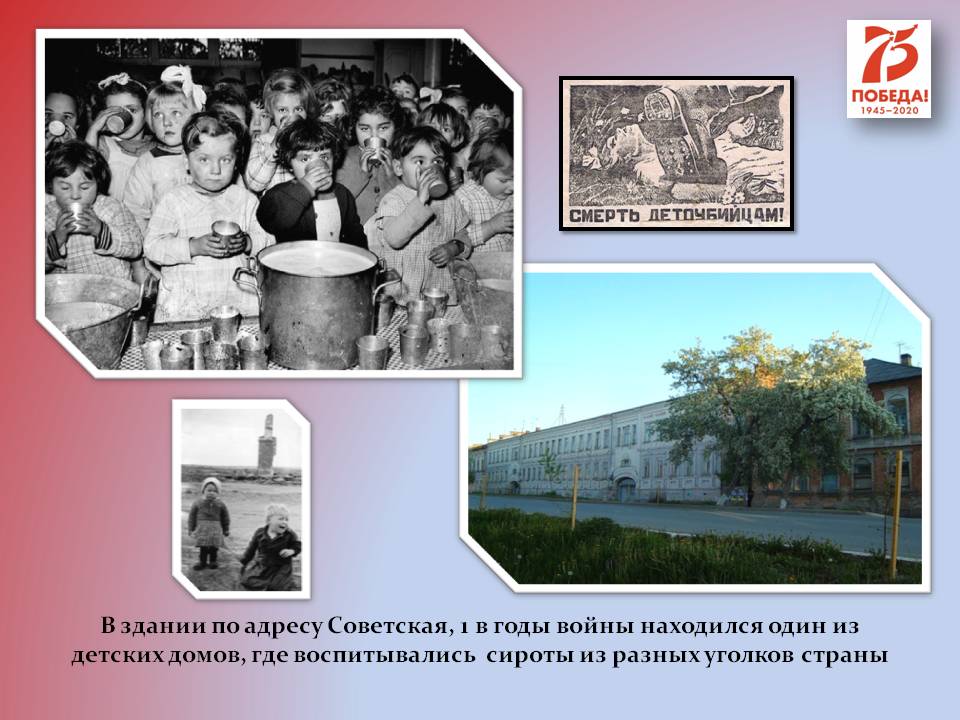 75
ПОБЕДА!
1945–2020
СМЕРТЬ ДЕТОУБИЙЦАМ!
В здании по адресу Советская, 1 в годы войны находился один из
детских домов, где воспитывались сироты из разных уголков страны